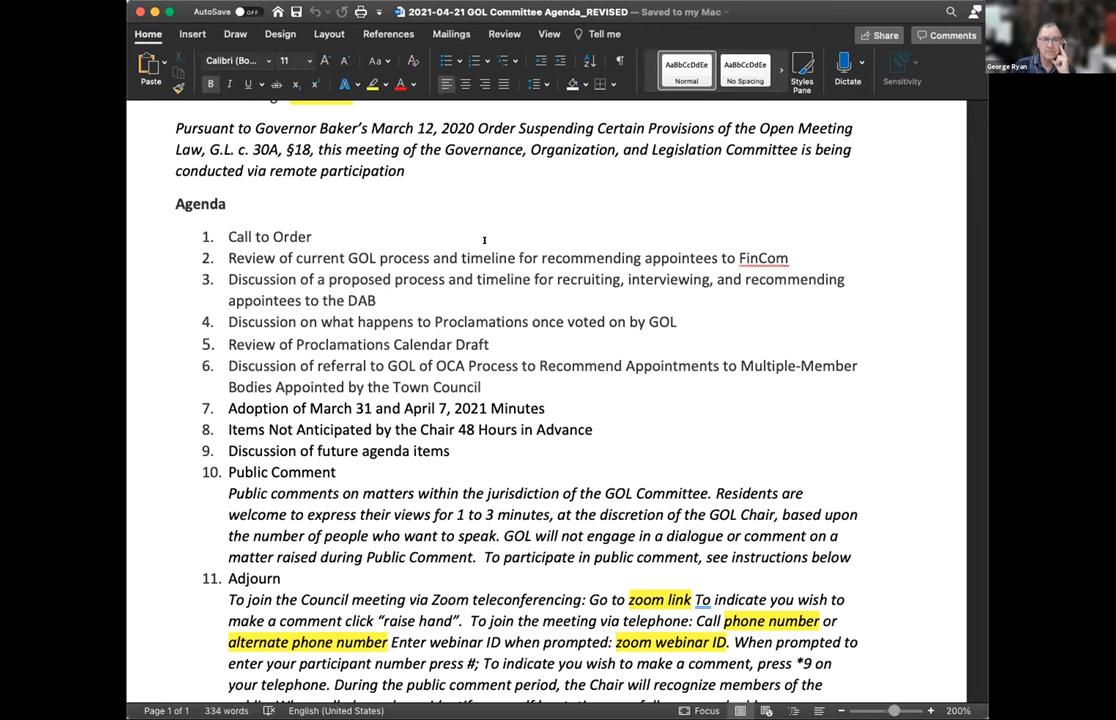 AutoSave OFF 2021-04-21 GOL Committee Agenda_REVISED — Saved to my Mac
Home Insert Draw Design Layout References Mailings Review View Tell me Share Comments
Paste Calibri (Bo... 11 Aa Normal No Spacing Styles Pane Dictate Sensitivity
AaBbCcDdEe AaBbCcDdEe
George Ryan
Pursuant to Governor Baker's March 12, 2020 Order Suspending Certain Provisions of the Open Meeting
Law, G.L. c. 30A, §18, this meeting of the Governance, Organization, and Legislation Committee is being
conducted via remote participation
Agenda
1. Call to Order
2. Review of current GOL process and timeline for recommending appointees to FinCom
3. Discussion of a proposed process and timeline for recruiting, interviewing, and recommending
appointees to the DAB
4. Discussion on what happens to Proclamations once voted on by GOL
5. Review of Proclamations Calendar Draft
6. Discussion of referral to GOL of OCA Process to Recommend Appointments to Multiple-Member
Bodies Appointed by the Town Council
7. Adoption of March 31 and April 7, 2021 Minutes
8. Items Not Anticipated by the Chair 48 Hours in Advance
9. Discussion of future agenda items
10. Public Comment
Public comments on matters within the jurisdiction of the GOL Committee. Residents are
welcome to express their views for 1 to 3 minutes, at the discretion of the GOL Chair, based upon
the number of people who want to speak. GOL will not engage in a dialogue or comment on a
matter raised during Public Comment. To participate in public comment, see instructions below
11. Adjourn
To join the Council meeting via Zoom teleconferencing: Go to zoom link To indicate you wish to
make a comment click “raise hand”. To join the meeting via telephone: Call phone number or
alternate phone number Enter webinar ID when prompted: zoom webinar ID. When prompted to
enter your participant number press #; To indicate you wish to make a comment, press *9 on
your telephone. During the public comment period, the Chair will recognize members of the
Page 1 of 1 334 words English (United States) Focus 200%